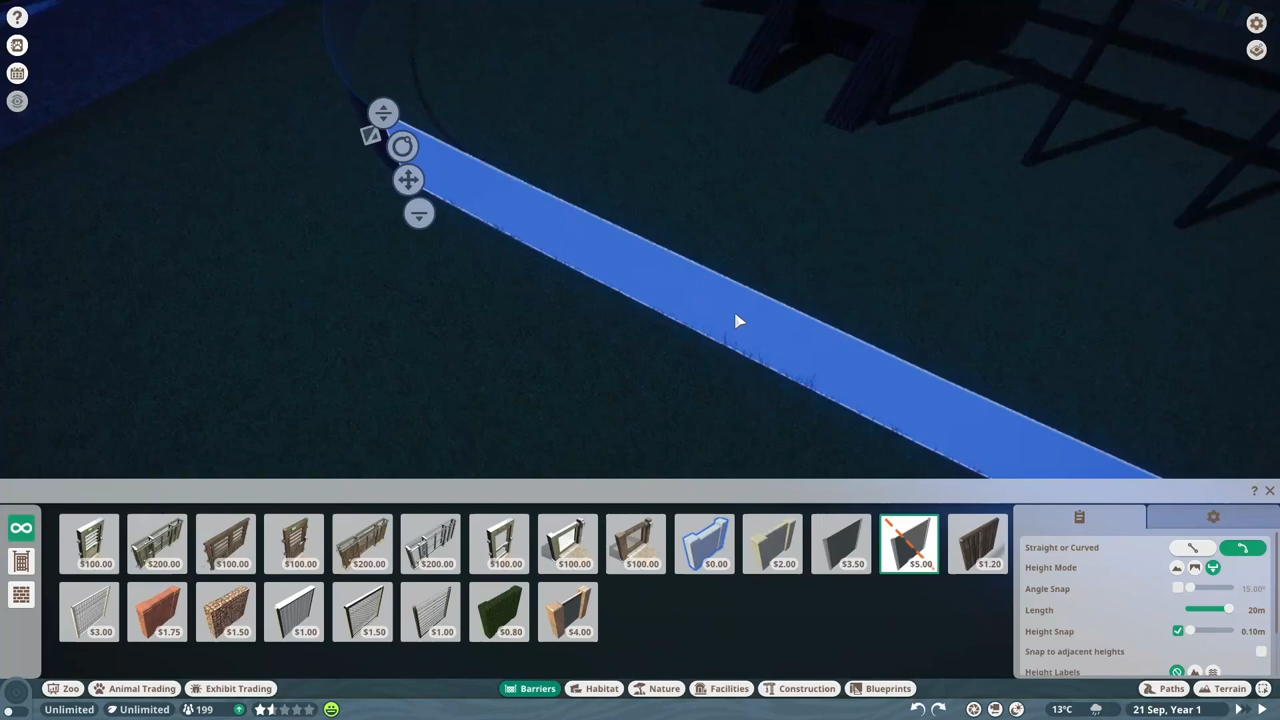 ?
? ×
$100.00 $200.00 $100.00 $100.00 $200.00 $200.00 $100.00 $100.00 $100.00 $0.00 $2.00 $3.50 $5.00 $1.20
$3.00 $1.75 $1.50 $1.00 $1.50 $1.00 $0.80 $4.00
Straight or Curved
Height Mode
Angle Snap 15.00°
Length 20m
Height Snap 0.10m
Snap to adjacent heights
Height Labels
Zoo Animal Trading Exhibit Trading Barriers Habitat Nature Facilities Construction Blueprints Paths Terrain
Unlimited Unlimited 199 13°C 21 Sep, Year 1